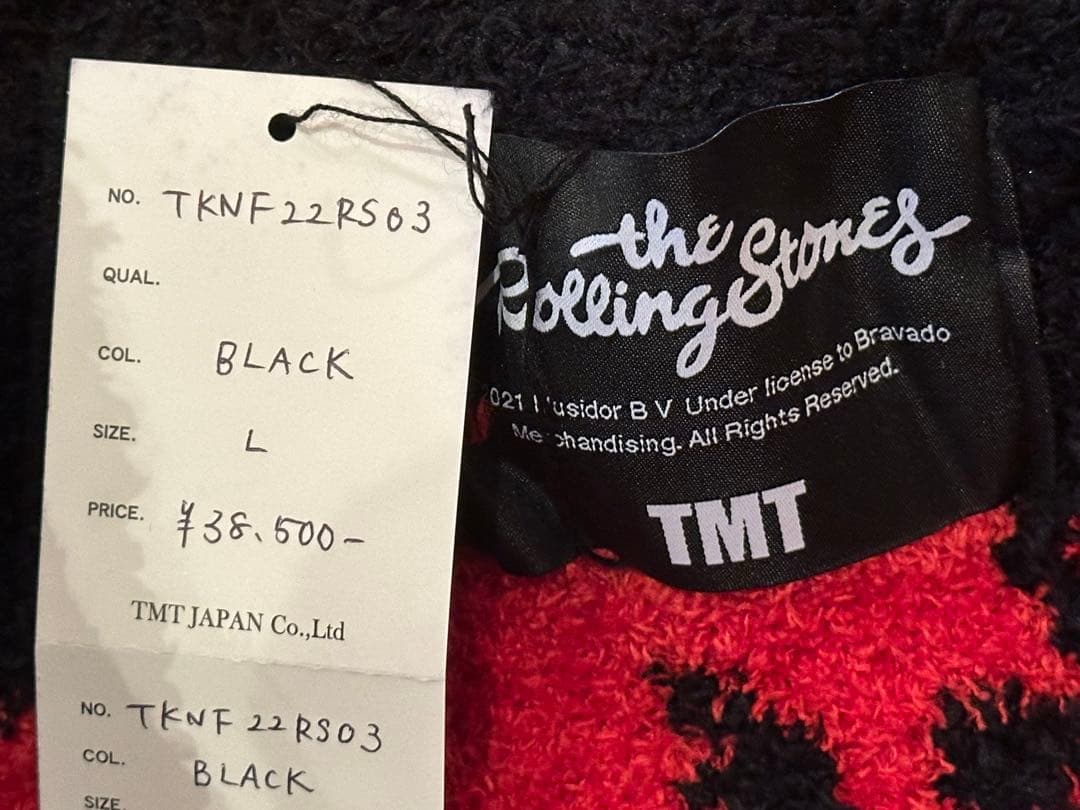 NO. TKNF22RS03
QUAL.
COL. BLACK
SIZE. L
PRICE. ¥38,500-
TMT JAPAN Co.,Ltd
NO. TKNF22RS03
COL. BLACK
SIZE
the
Rolling Stones
B V Under license to Bravado
All Rights Reserved.
TMT